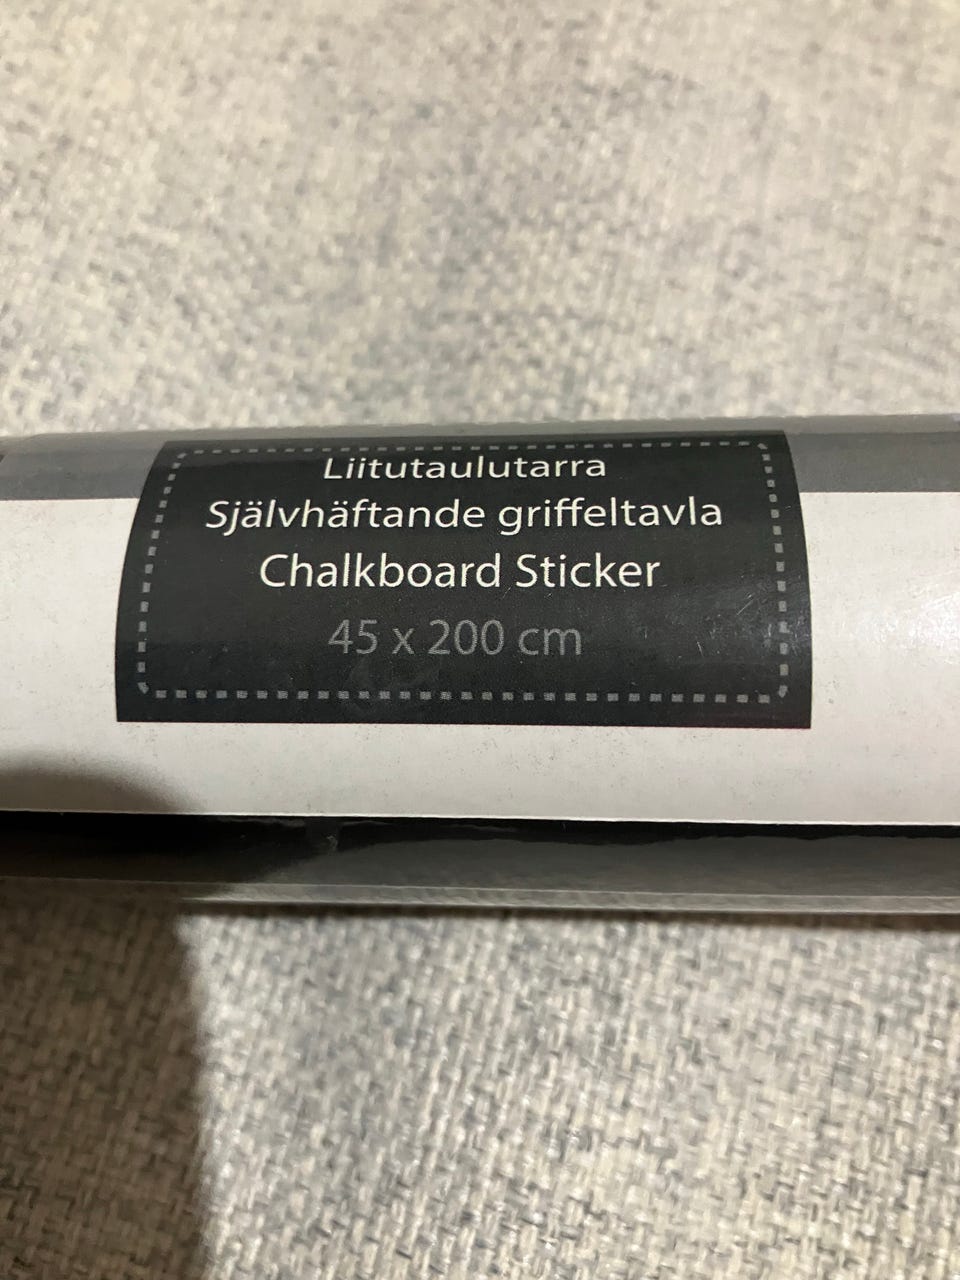 Liitutaulutarra
Självhäftande griffeltavla
Chalkboard Sticker
45 x 200 cm